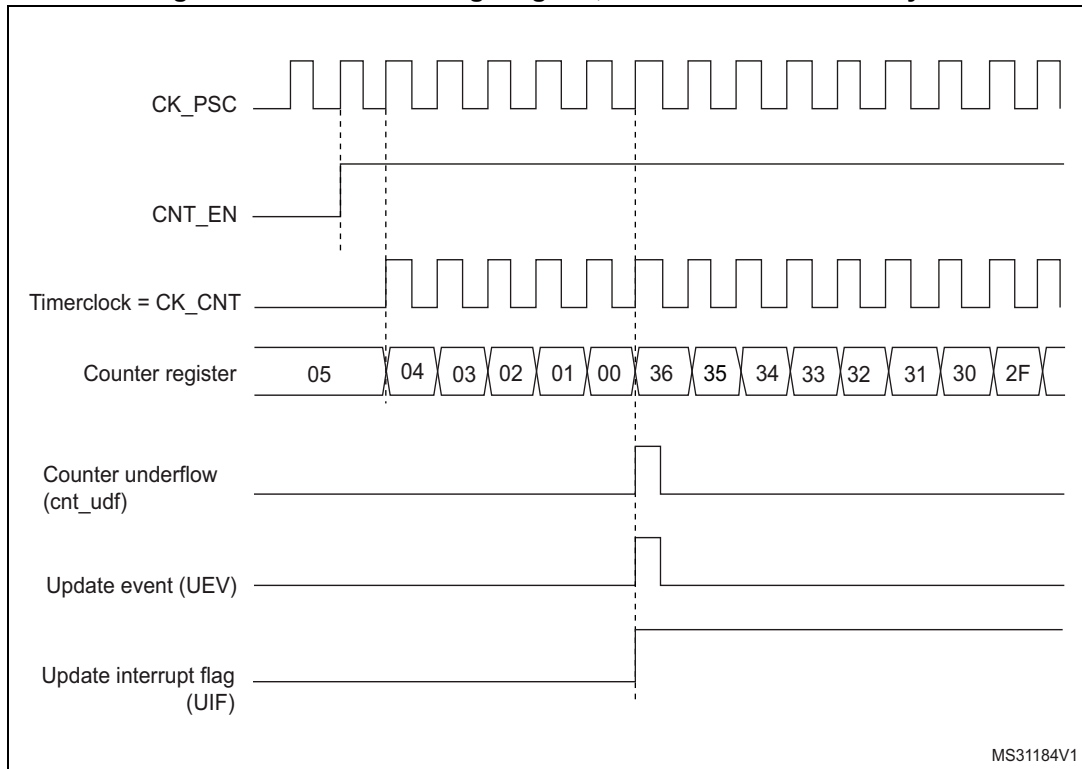 CK_PSC
CNT_EN
Timerclock = CK_CNT
Counter register 05 04 03 02 01 00 36 35 34 33 32 31 30 2F
Counter underflow
(cnt_udf)
Update event (UEV)
Update interrupt flag
(UIF)
MS31184V1